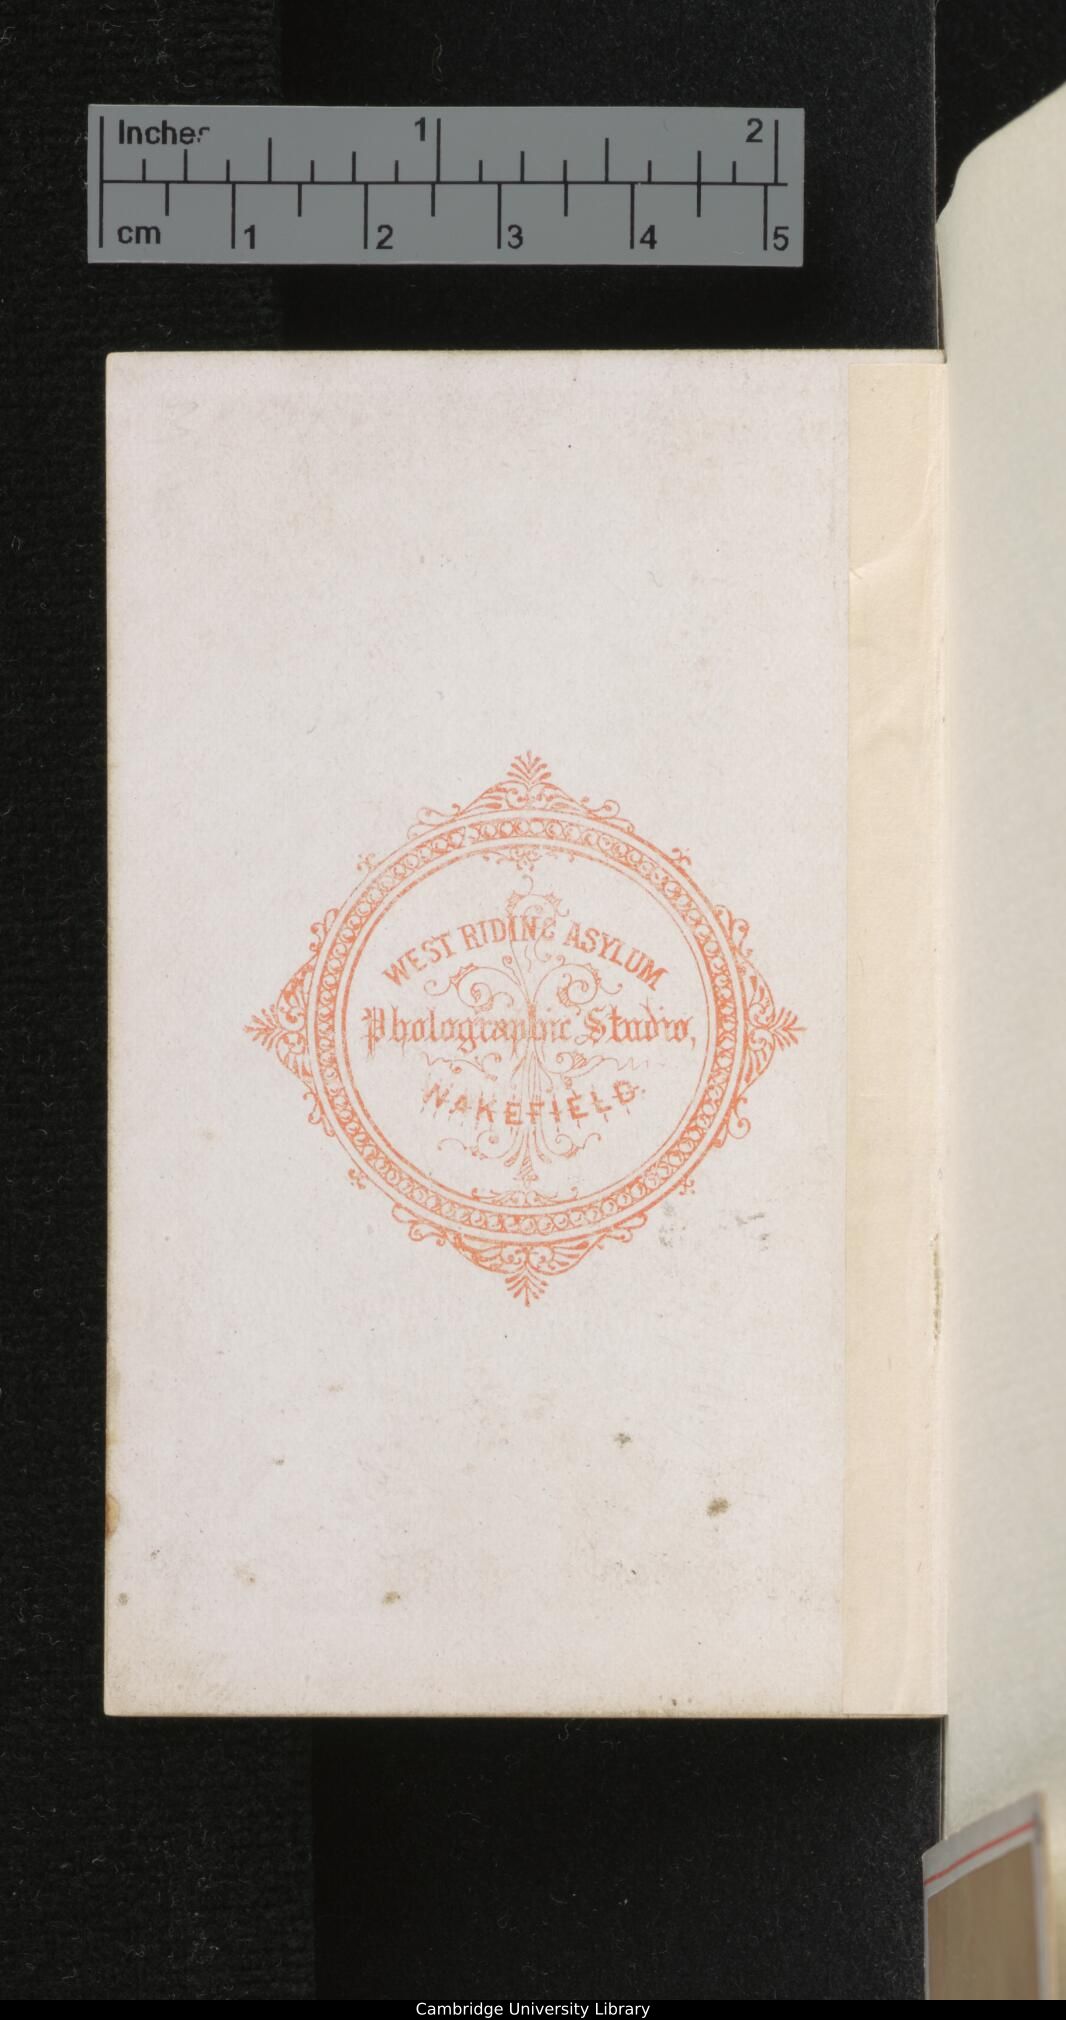 Inches 1 2
cm 1 2 3 4 5
WEST RIDING ASYLUM
Photographic Studio,
WAKEFIELD.
Cambridge University Library